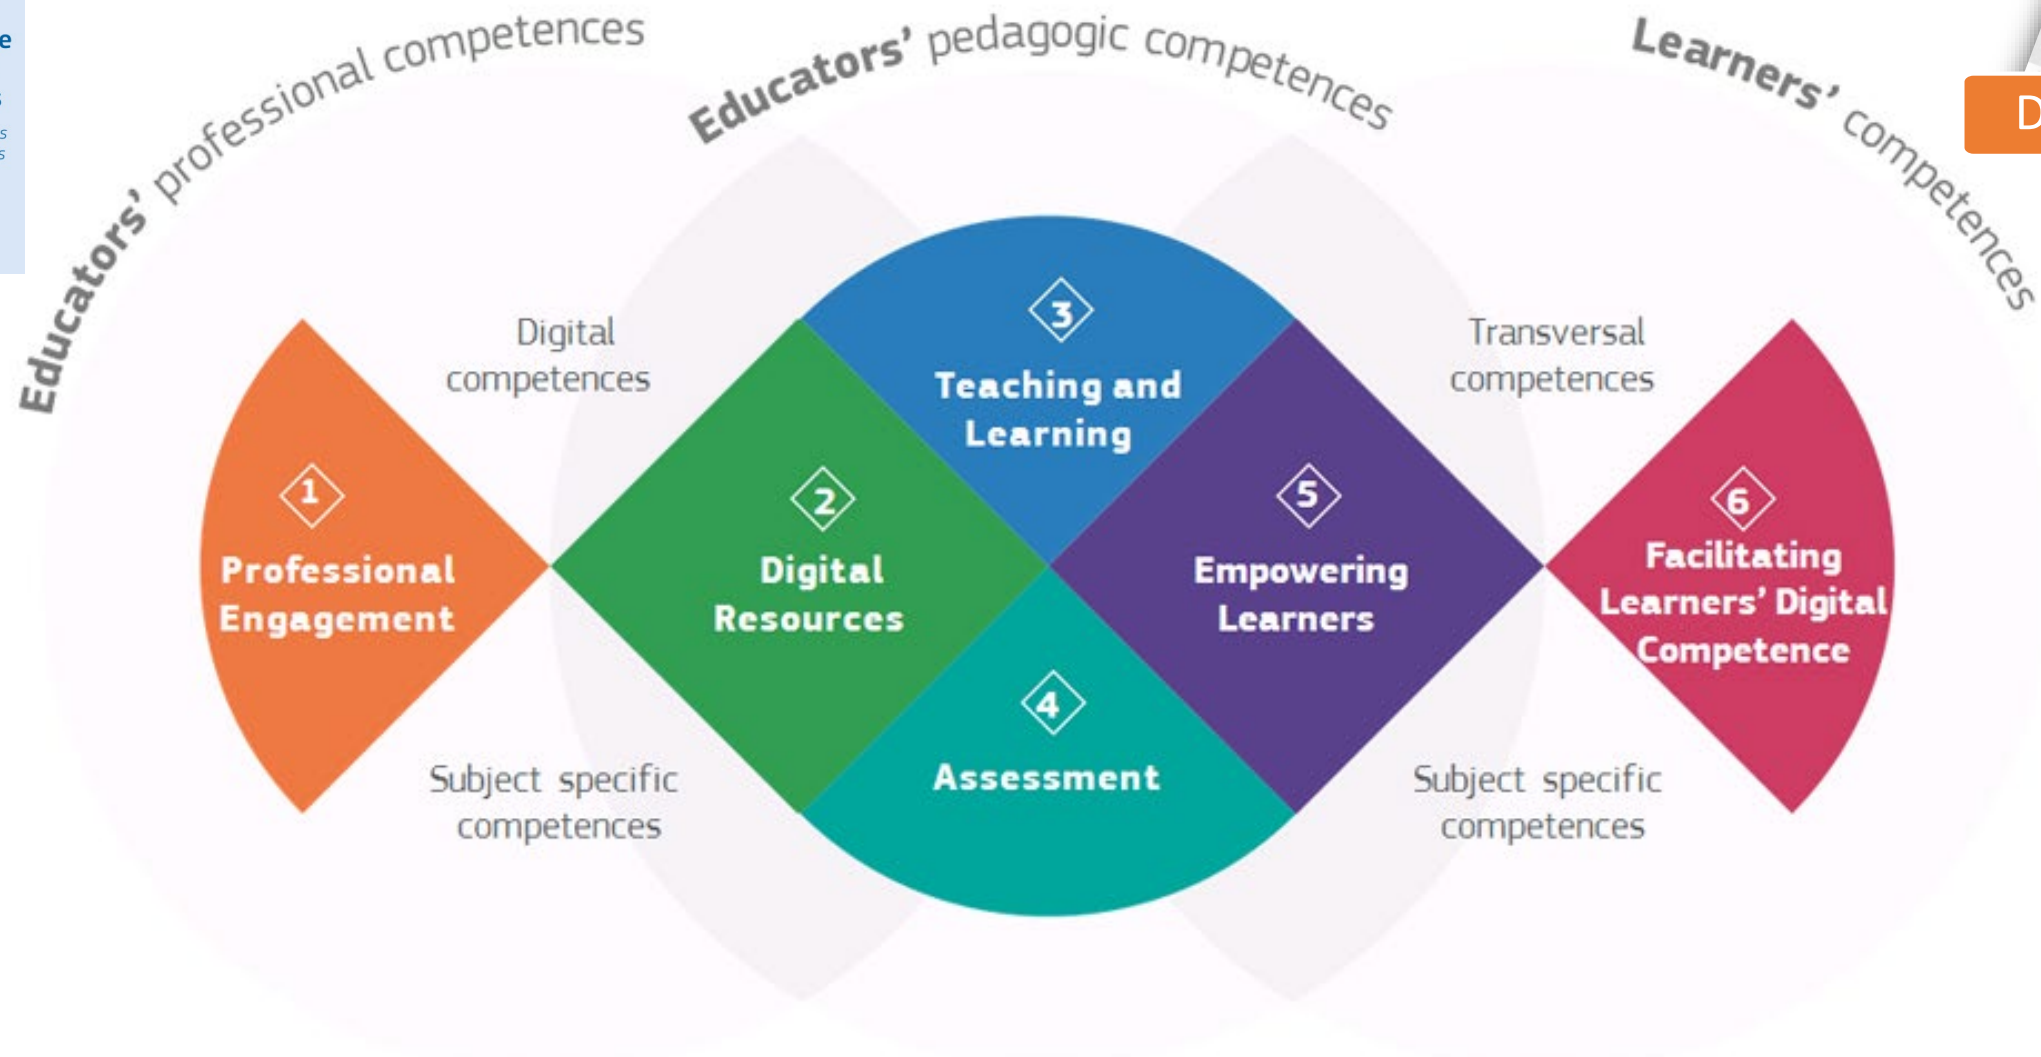 Educators’ professional competences
Educators’ pedagogic competences
Learners’ competences
Digital
competences
Transversal
competences
1
Professional
Engagement
2
Digital
Resources
3
Teaching and
Learning
4
Assessment
5
Empowering
Learners
6
Facilitating
Learners’ Digital
Competence
Subject specific
competences
Subject specific
competences